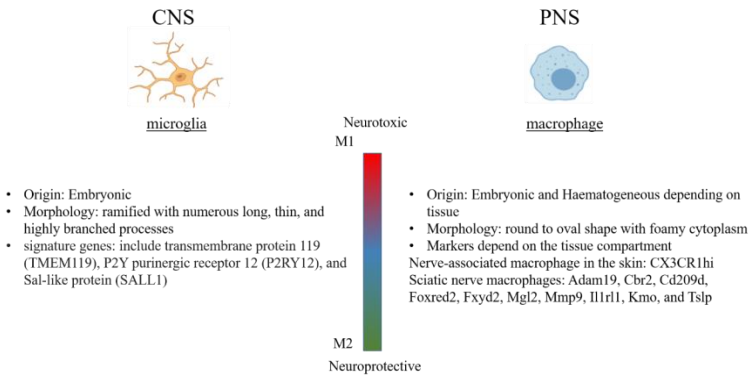 CNS
PNS
microglia
Neurotoxic
M1
macrophage
• Origin: Embryonic
• Morphology: ramified with numerous long, thin, and
highly branched processes
• signature genes: include transmembrane protein 119
(TMEM119), P2Y purinergic receptor 12 (P2RY12), and
Sal-like protein (SALL1)
• Origin: Embryonic and Haematogeneous depending on
tissue
• Morphology: round to oval shape with foamy cytoplasm
• Markers depend on the tissue compartment
Nerve-associated macrophage in the skin: CX3CR1hi
Sciatic nerve macrophages: Adam19, Cbr2, Cd209d,
Foxred2, Fxyd2, Mgl2, Mmp9, Il1rl1, Kmo, and Tslp
M2
Neuroprotective